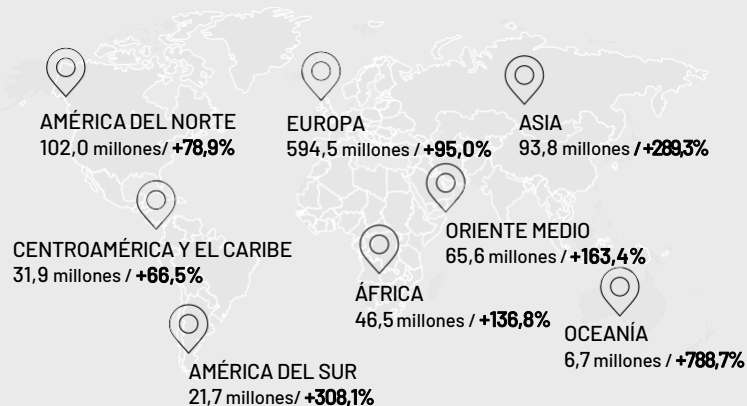 AMÉRICA DEL NORTE
102,0 millones/ +78,9%
EUROPA
594,5 millones / +95,0%
ASIA
93,8 millones / +289,3%
CENTROAMÉRICA Y EL CARIBE
31,9 millones / +66,5%
ORIENTE MEDIO
65,6 millones / +163,4%
ÁFRICA
46,5 millones / +136,8%
OCEANÍA
6,7 millones / +788,7%
AMÉRICA DEL SUR
21,7 millones/ +308,1%